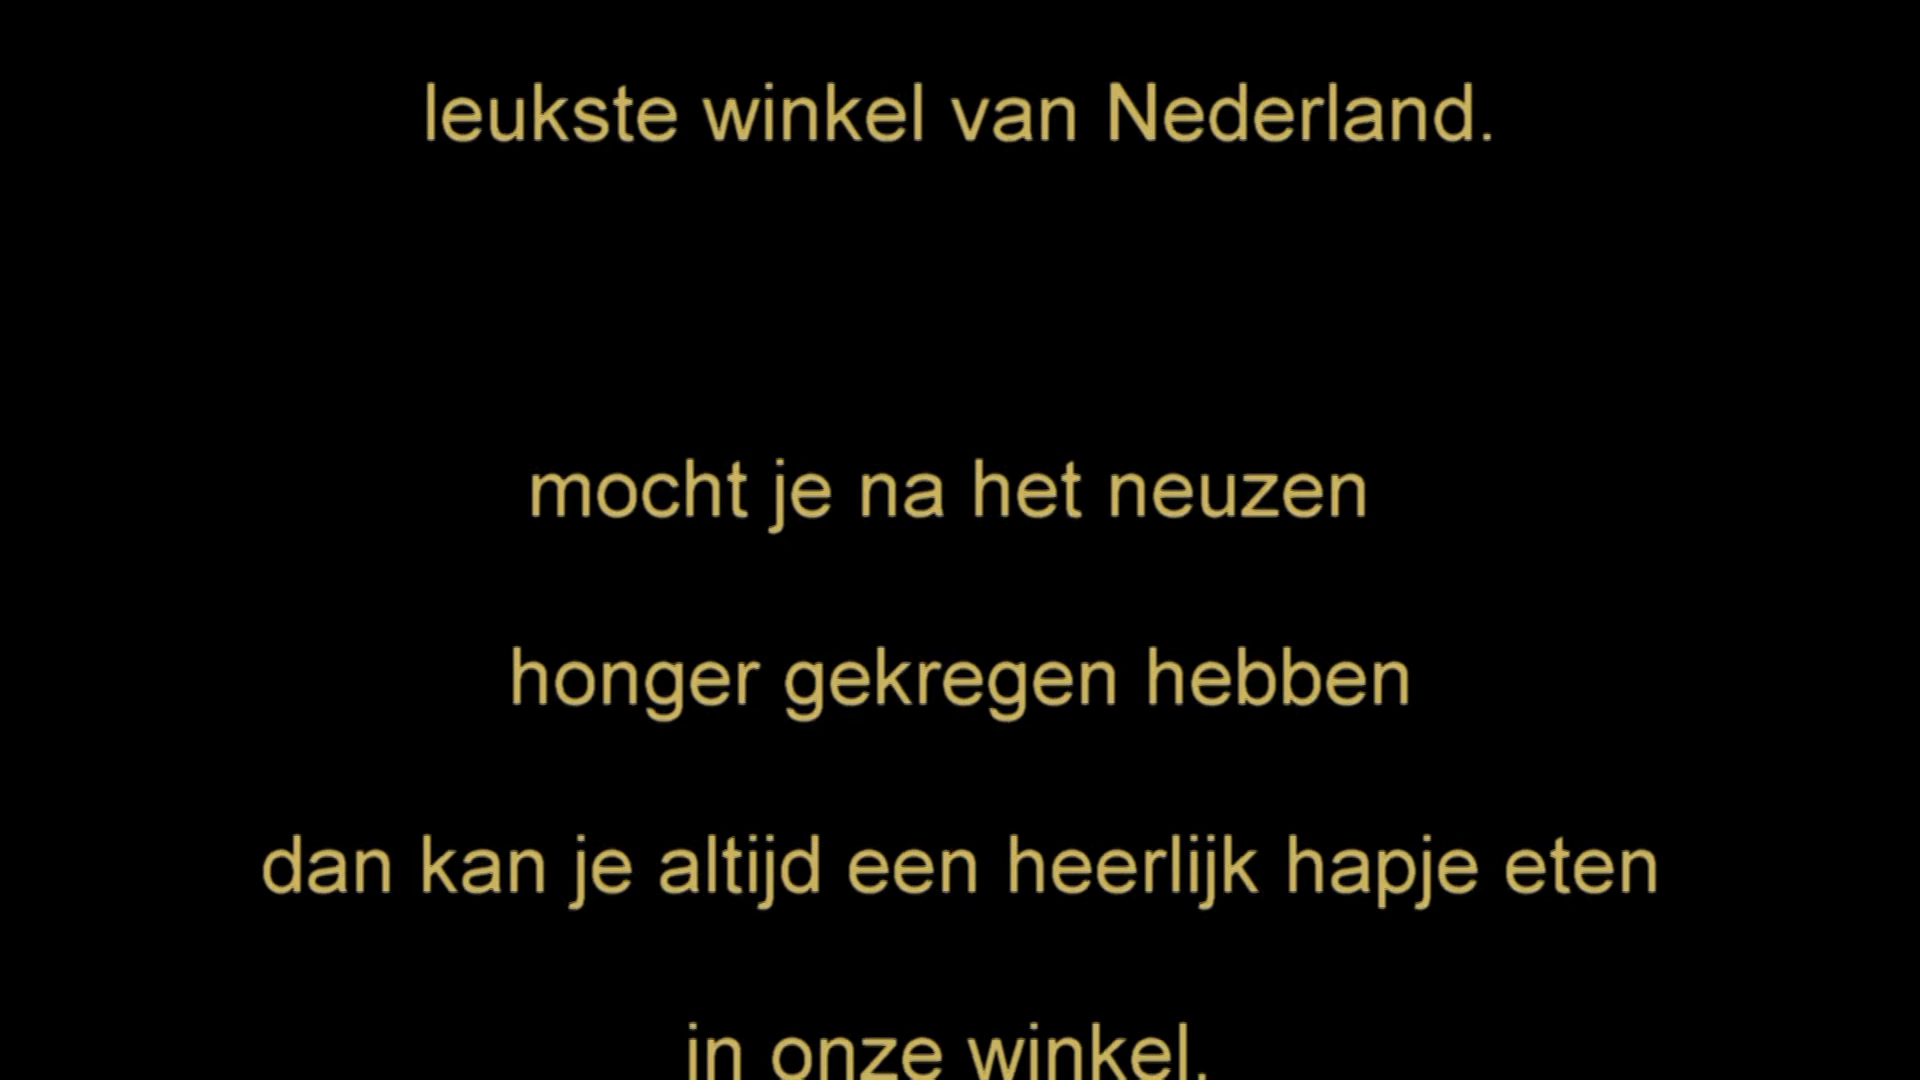 leukste winkel van Nederland.
mocht je na het neuzen
honger gekregen hebben
dan kan je altijd een heerlijk hapje eten
in onze winkel.